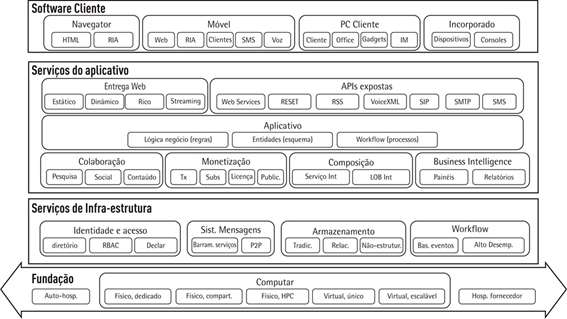 Software Cliente
Navegador Móvel PC Cliente Incorporado
HTML RIA Web RIA Clientes SMS Voz Cliente Office Gadgets IM Dispositivos Consoles
Serviços do aplicativo
Entrega Web APIs expostas
Estático Dinâmico Rico Streaming Web Services RESET RSS VoiceXML SIP SMTP SMS
Aplicativo
Lógica negócio (regras) Entidades (esquema) Workflow (processos)
Colaboração Monetização Composição Business Intelligence
Pesquisa Social Contaúdo Tx Subs Licença Public. Serviço Int LOB Int Painéis Relatórios
Serviços de Infra-estrutura
Identidade e acesso Sist. Mensagens Armazenamento Workflow
diretório RBAC Declar Barram. serviços P2P Tradic. Relac. Não-estrutur. Bas. eventos Alto Desemp.
Fundação Computar
Auto-hosp. Físico, dedicado Físico, compart. Físico, HPC Virtual, único Virtual, escalável Hosp. fornecedor